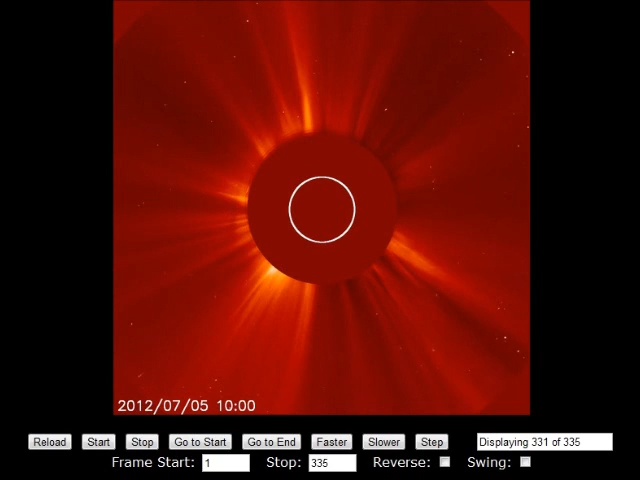 2012/07/05 10:00
Reload Start Stop Go to Start Go to End Faster Slower Step Displaying 331 of 335
Frame Start: 1 Stop: 335 Reverse: Swing: